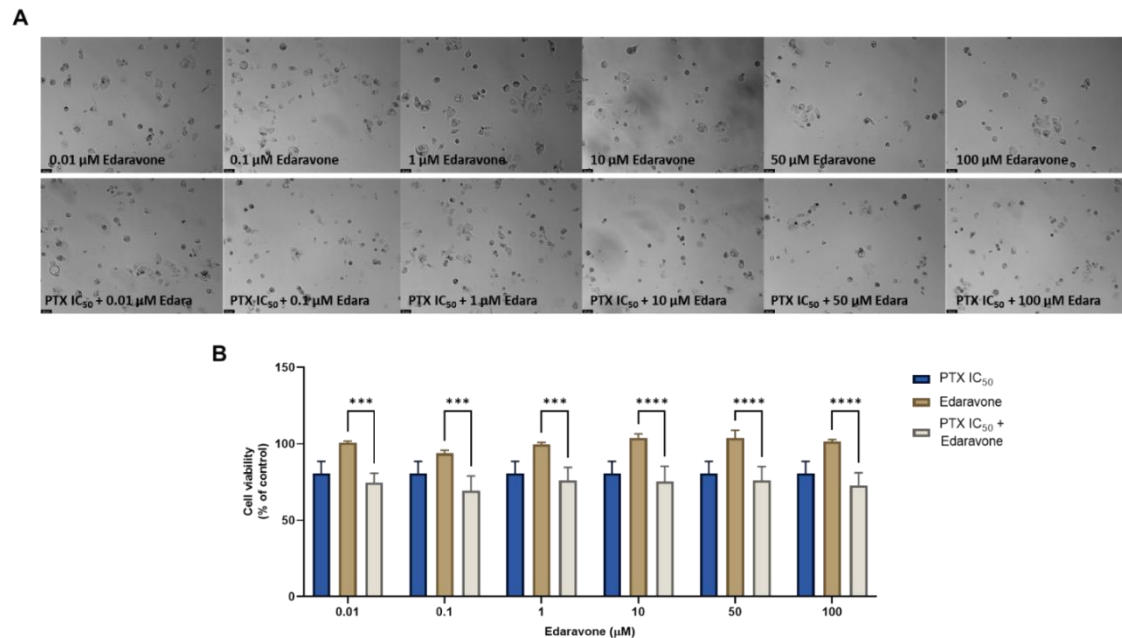 A
0.01 µM Edaravone
0.1 µM Edaravone
1 µM Edaravone
10 µM Edaravone
50 µM Edaravone
100 µM Edaravone
PTX IC₅₀ + 0.01 µM Edara
PTX IC₅₀ + 0.1 µM Edara
PTX IC₅₀ + 1 µM Edara
PTX IC₅₀ + 10 µM Edara
PTX IC₅₀ + 50 µM Edara
PTX IC₅₀ + 100 µM Edara
B
Cell viability
(% of control)
150
100
50
0
*** *** *** **** **** ****
0.01 0.1 1 10 50 100
Edaravone (µM)
PTX IC₅₀
Edaravone
PTX IC₅₀ +
Edaravone